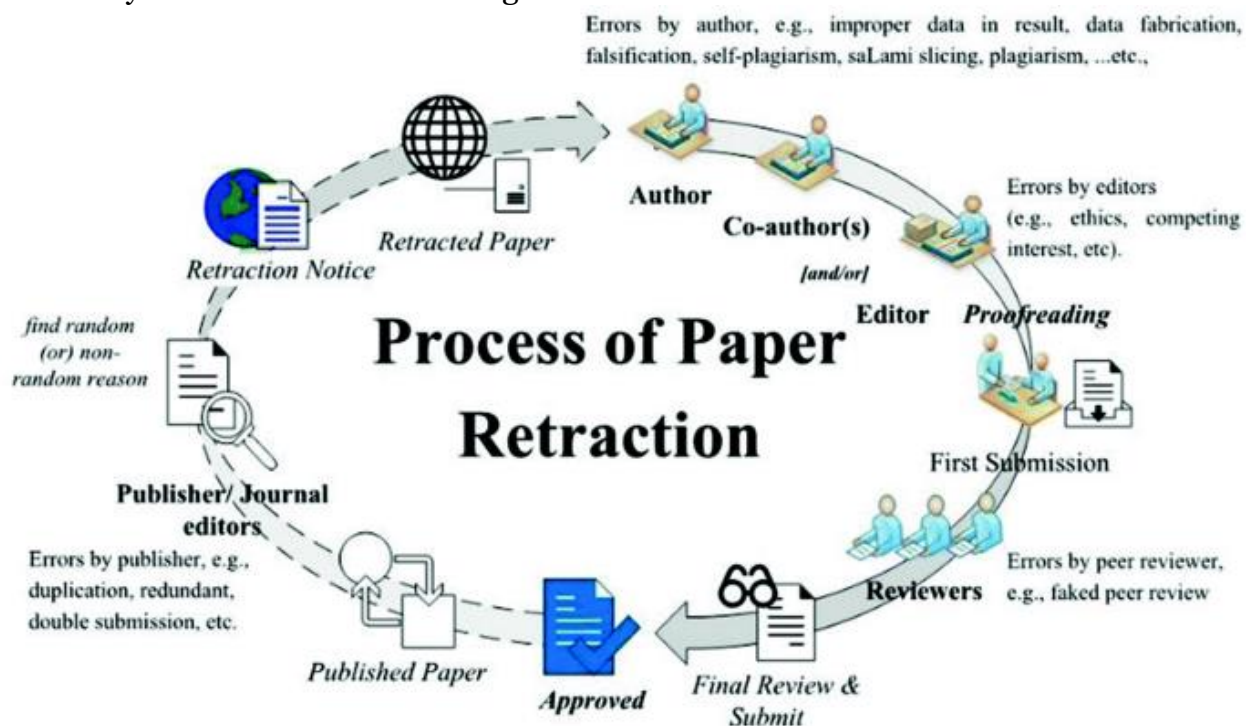 Errors by author, e.g., improper data in result, data fabrication,
falsification, self-plagiarism, saLami slicing, plagiarism, ...etc.,
Author
Co-author(s)
[and/or]
Editor
Proofreading
Errors by editors
(e.g., ethics, competing
interest, etc).
Retracted Paper
Retraction Notice
find random
(or) non-
random reason
Process of Paper
Retraction
First Submission
Publisher/ Journal
editors
Errors by publisher, e.g.,
duplication, redundant,
double submission, etc.
Reviewers
Errors by peer reviewer,
e.g., faked peer review
Published Paper
Approved
Final Review &
Submit